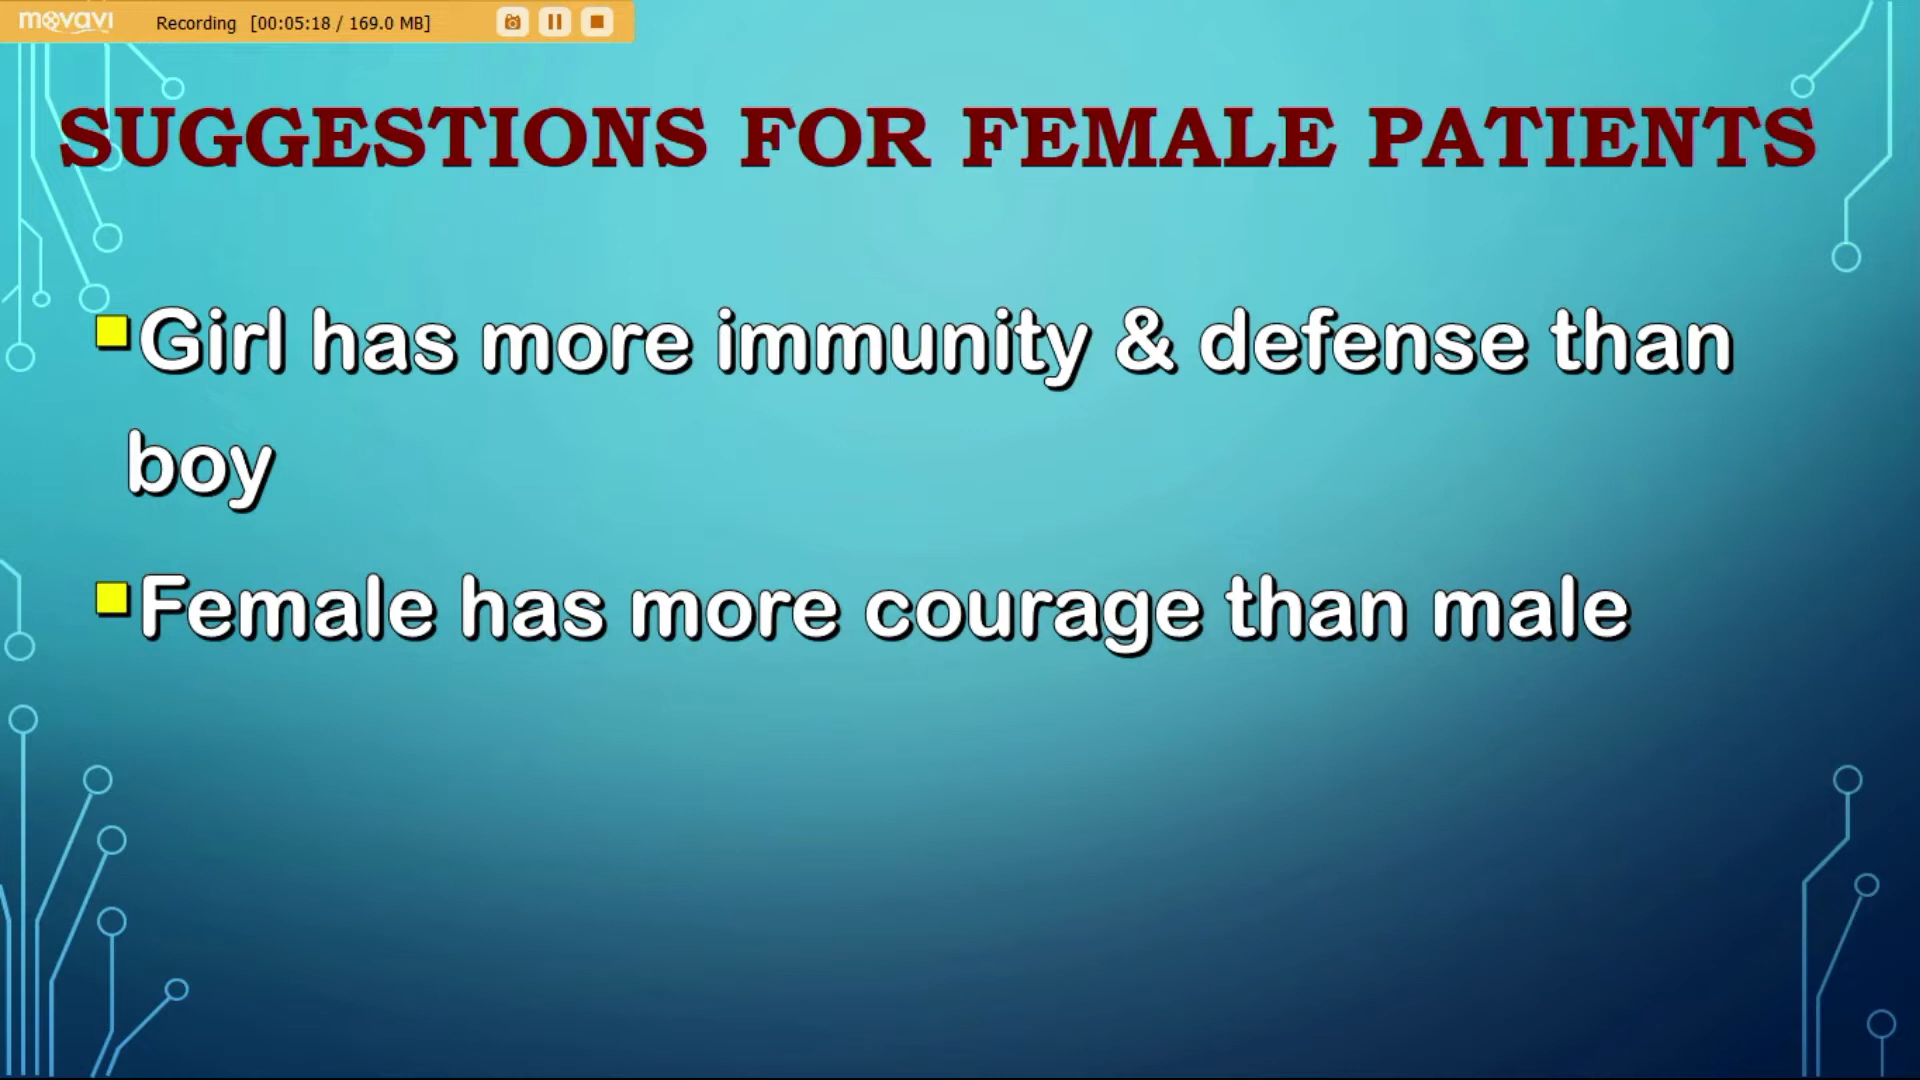 movavi Recording [00:05:18 / 169.0 MB]
SUGGESTIONS FOR FEMALE PATIENTS
Girl has more immunity & defense than
boy
Female has more courage than male